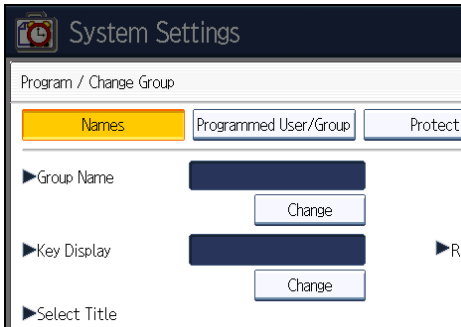 System Settings
Program / Change Group
Names Programmed User/Group Protect
▶Group Name
Change
▶Key Display ▶R
Change
▶Select Title